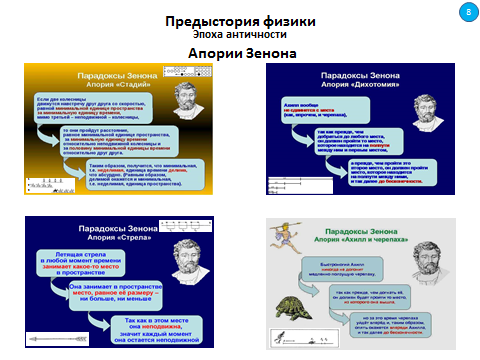 8
Предыстория физики
Эпоха античности
Апории Зенона
Парадоксы Зенона
Апория «Стадий»
Если две колесницы
движутся навстречу друг другу со скоростью,
равной минимальной единице пространства
за минимальную единицу времени,
мимо третьей – неподвижной – колесницы,
то они пройдут расстояние,
равное минимальной единице пространства,
за минимальную единицу времени
относительно неподвижной колесницы и
за половину минимальной единицы времени
относительно друг друга.
Таким образом, получится, что минимальная,
т.е. неделимая, единица времени делима,
что абсурдно. (Равным образом,
делимой окажется и минимальная,
т.е. неделимая, единица пространства).
Парадоксы Зенона
Апория «Дихотомия»
Ахилл вообще
не сдвинется с места
(как, впрочем, и черепаха),
так как прежде, чем
добраться до любого места,
он должен пройти то место,
которое находится на полпути
между ним и первым местом,
а прежде, чем пройти это
второе место, он должен пройти
место, которое находится
на полпути между ними,
и так далее до бесконечности.
Парадоксы Зенона
Апория «Стрела»
Летящая стрела
в любой момент времени
занимает какое-то место
в пространстве
Она занимает в пространстве
место, равное её размеру –
ни больше, ни меньше
Так как в этом месте
она неподвижна,
значит каждый момент
она остается неподвижной
Парадоксы Зенона
Апория «Ахилл и черепаха»
Быстроногий Ахилл
никогда не догонит
медленно ползущую черепаху,
так как прежде, чем догнать её,
он должен будет пройти то место,
из которого она вышла,
но за это время черепаха
уйдёт вперёд и, таким образом,
опять окажется впереди Ахилла,
и так далее до бесконечности.